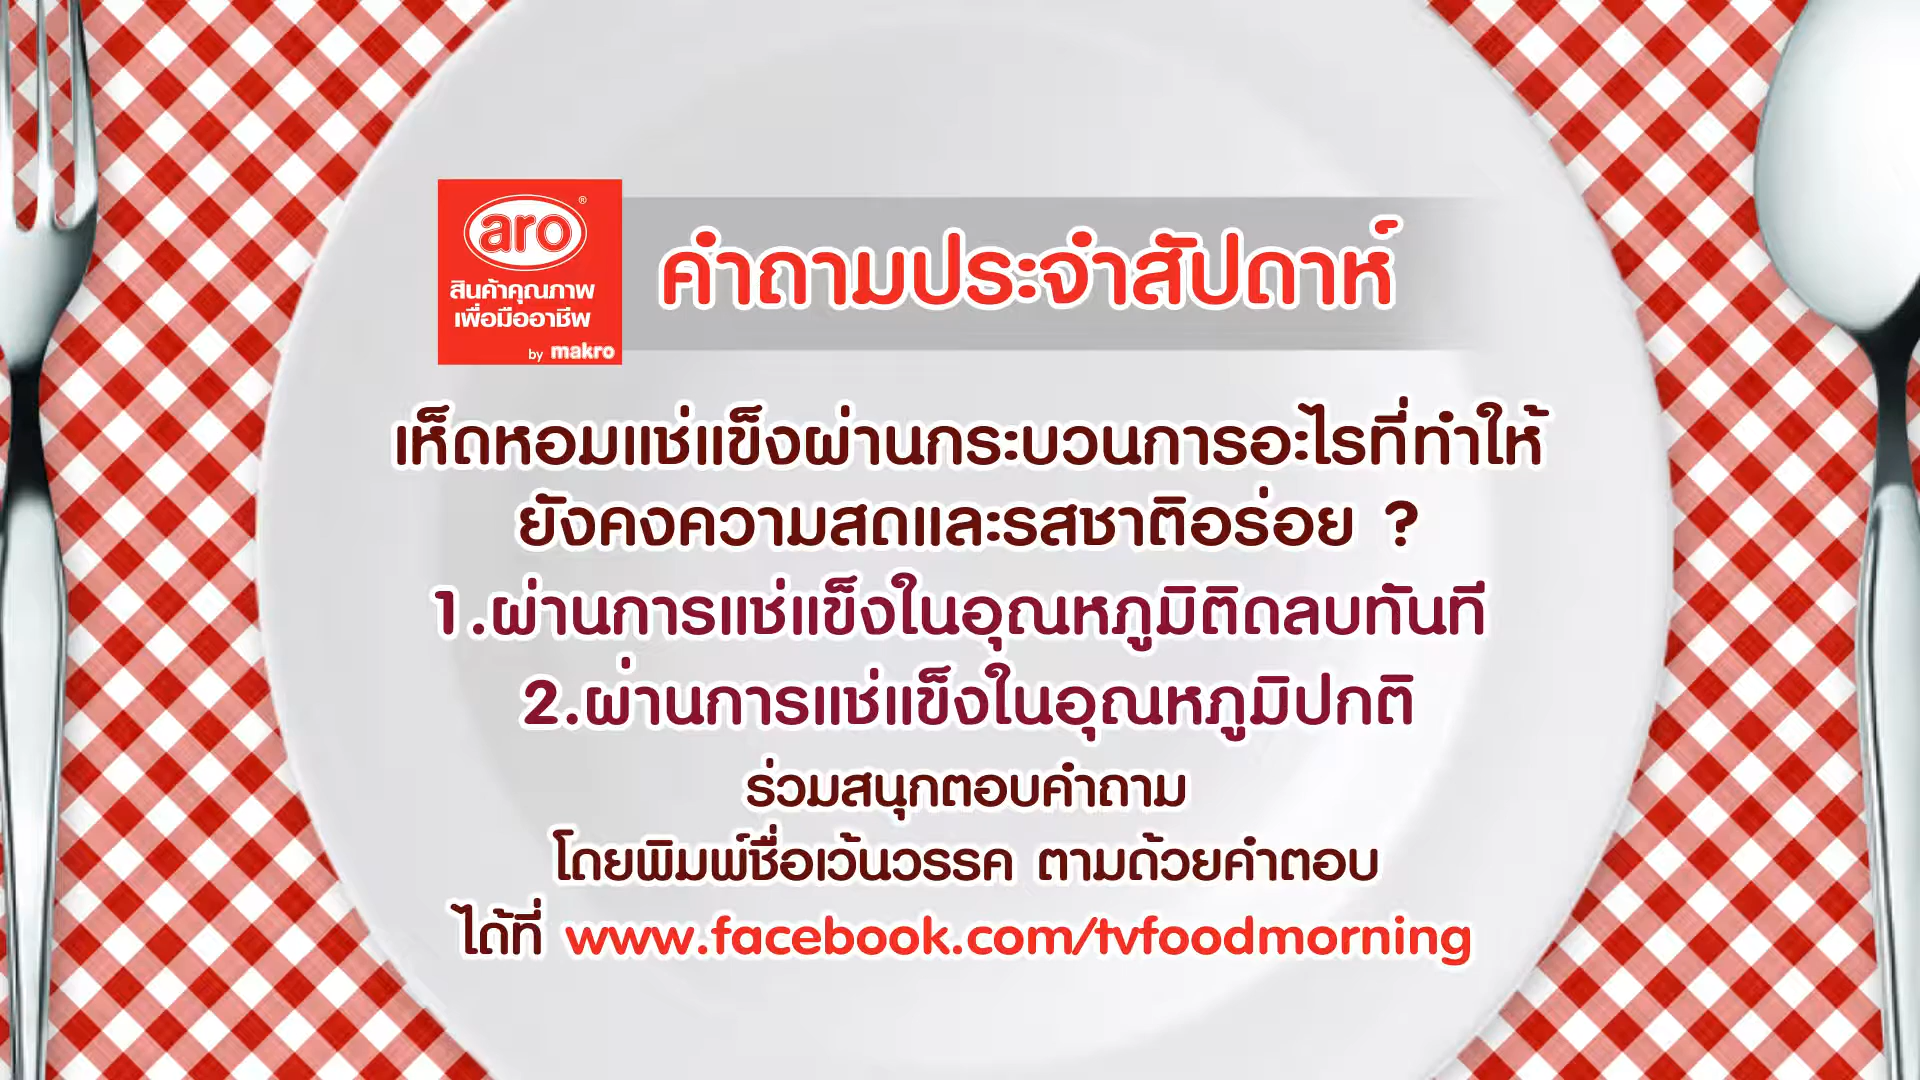 aro ®
สินค้าคุณภาพ
เพื่อมืออาชีพ
by makro
คำถามประจำสัปดาห์
เห็ดหอมแช่แข็งผ่านกระบวนการอะไรที่ทำให้
ยังคงความสดและรสชาติอร่อย ?
1.ผ่านการแช่แข็งในอุณหภูมิติดลบทันที
2.ผ่านการแช่แข็งในอุณหภูมิปกติ
ร่วมสนุกตอบคำถาม
โดยพิมพ์ชื่อเว้นวรรค ตามด้วยคำตอบ
ได้ที่ www.facebook.com/tvfoodmorning